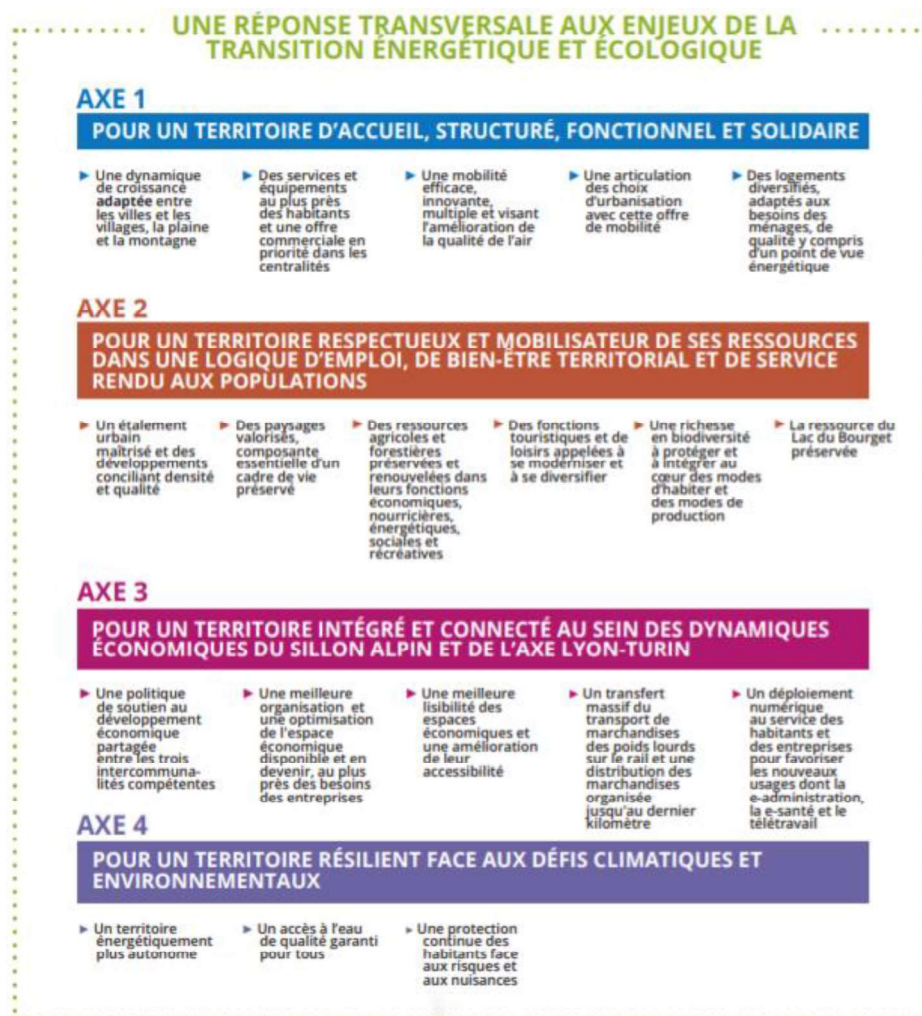 UNE RÉPONSE TRANSVERSALE AUX ENJEUX DE LA
TRANSITION ÉNERGÉTIQUE ET ÉCOLOGIQUE
AXE 1
POUR UN TERRITOIRE D'ACCUEIL, STRUCTURÉ, FONCTIONNEL ET SOLIDAIRE
► Une dynamique
de croissance
adaptée entre
les villes et les
villages, la plaine
et la montagne
► Des services et
équipements
au plus près
des habitants
et une offre
commerciale en
priorité dans les
centralités
► Une mobilité
efficace,
innovante,
multiple et visant
l'amélioration de
la qualité de l'air
► Une articulation
des choix
d'urbanisation
avec cette offre
de mobilité
► Des logements
diversifiés,
adaptés aux
besoins des
ménages, de
qualité y compris
d'un point de vue
énergétique
AXE 2
POUR UN TERRITOIRE RESPECTUEUX ET MOBILISATEUR DE SES RESSOURCES
DANS UNE LOGIQUE D'EMPLOI, DE BIEN-ÊTRE TERRITORIAL ET DE SERVICE
RENDU AUX POPULATIONS
► Un étalement
urbain
maîtrisé et des
développements
conciliant densité
et qualité
► Des paysages
valorisés,
composante
essentielle d'un
cadre de vie
préservé
► Des ressources
agricoles et
forestières
préservées et
renouvelées dans
leurs fonctions
économiques,
nourricières,
énergétiques,
sociales et
récréatives
► Des fonctions
touristiques et de
loisirs appelées à
se moderniser et
à se diversifier
► Une richesse
en biodiversité
à protéger et
à intégrer au
cœur des modes
d'habiter et
des modes de
production
► La ressource du
Lac du Bourget
préservée
AXE 3
POUR UN TERRITOIRE INTÉGRÉ ET CONNECTÉ AU SEIN DES DYNAMIQUES
ÉCONOMIQUES DU SILLON ALPIN ET DE L'AXE LYON-TURIN
► Une politique
de soutien au
développement
économique
partagée
entre les trois
intercommuna-
lités compétentes
► Une meilleure
organisation et
une optimisation
de l'espace
économique
disponible et en
devenir, au plus
près des besoins
des entreprises
► Une meilleure
lisibilité des
espaces
économiques et
une amélioration
de leur
accessibilité
► Un transfert
massif du
transport de
marchandises
des poids lourds
sur le rail et une
distribution des
marchandises
organisée
jusqu'au dernier
kilomètre
► Un déploiement
numérique
au service des
habitants et
des entreprises
pour favoriser
les nouveaux
usages dont la
e-administration,
la e-santé et le
télétravail
AXE 4
POUR UN TERRITOIRE RÉSILIENT FACE AUX DÉFIS CLIMATIQUES ET
ENVIRONNEMENTAUX
► Un territoire
énergétiquement
plus autonome
► Un accès à l'eau
de qualité garanti
pour tous
► Une protection
continue des
habitants face
aux risques et
aux nuisances